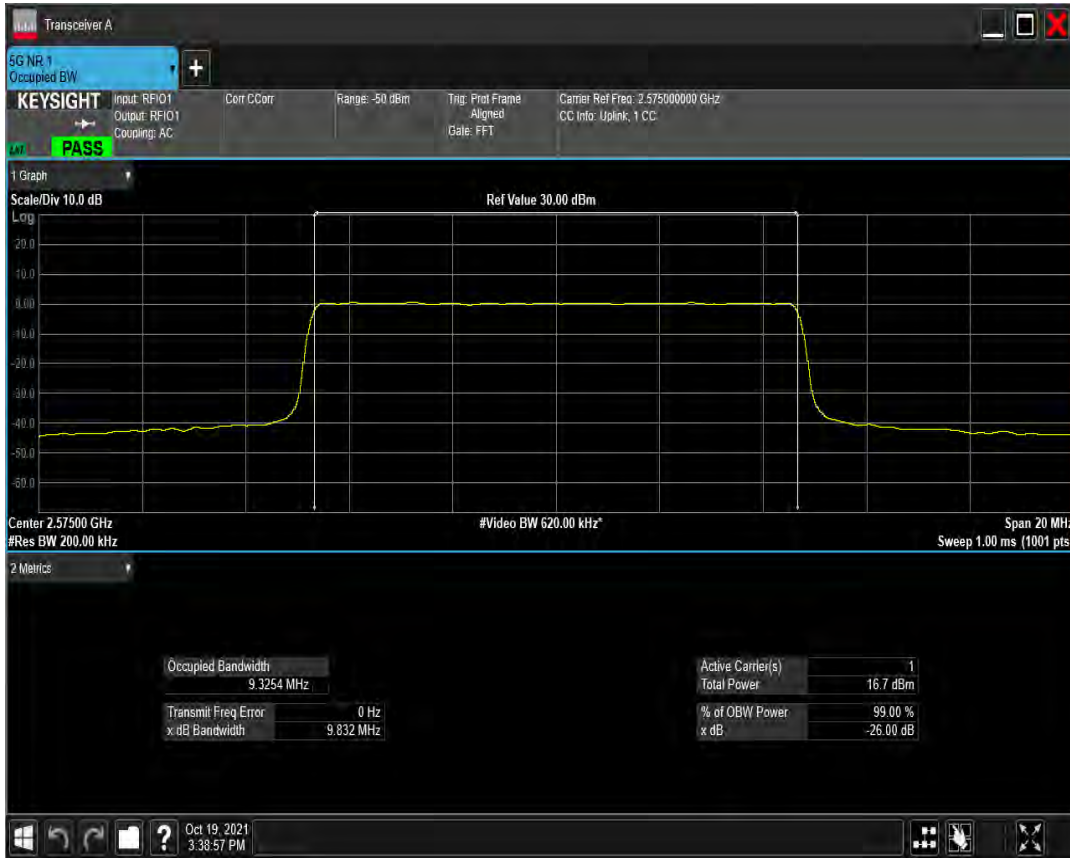 Transceiver A
5G NR 1
Occupied BW
+
KEYSIGHT
PASS
Input: RFIO1
Output: RFIO1
Coupling: AC
Corr CCorr
Range: -50 dBm
Trig: Prot Frame
Aligned
Gate: FFT
Carrier Ref Freq: 2.575000000 GHz
CC Info: Uplink, 1 CC
1 Graph
Scale/Div 10.0 dB
Ref Value 30.00 dBm
Log
20.0
10.0
0.00
-10.0
-20.0
-30.0
-40.0
-50.0
-60.0
Center 2.57500 GHz
#Video BW 620.00 kHz*
Span 20 MHz
#Res BW 200.00 kHz
Sweep 1.00 ms (1001 pts
2 Metrics
Occupied Bandwidth
9.3254 MHz
Transmit Freq Error 0 Hz
x dB Bandwidth 9.832 MHz
Active Carrier(s) 1
Total Power 16.7 dBm
% of OBW Power 99.00 %
x dB -26.00 dB
?
Oct 19, 2021
3:38:57 PM